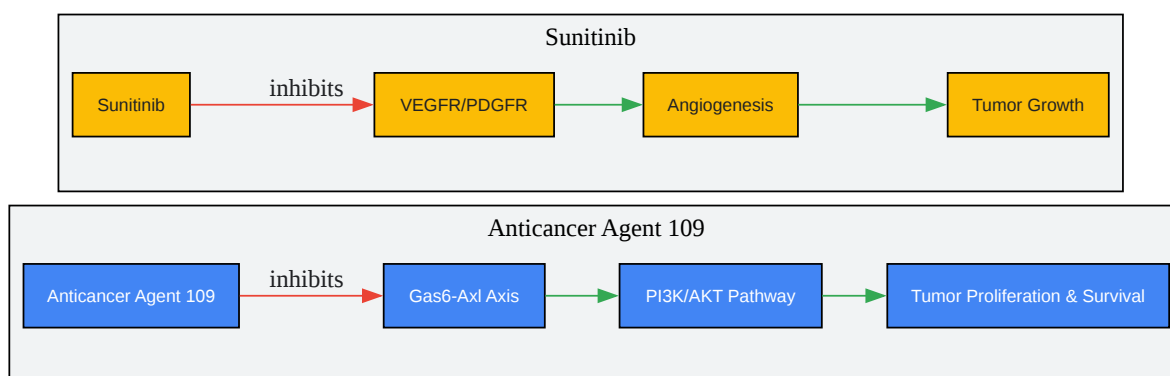 Sunitinib
inhibits
Sunitinib
VEGFR/PDGFR
Angiogenesis
Tumor Growth
Anticancer Agent 109
inhibits
Anticancer Agent 109
Gas6-Axl Axis
PI3K/AKT Pathway
Tumor Proliferation & Survival